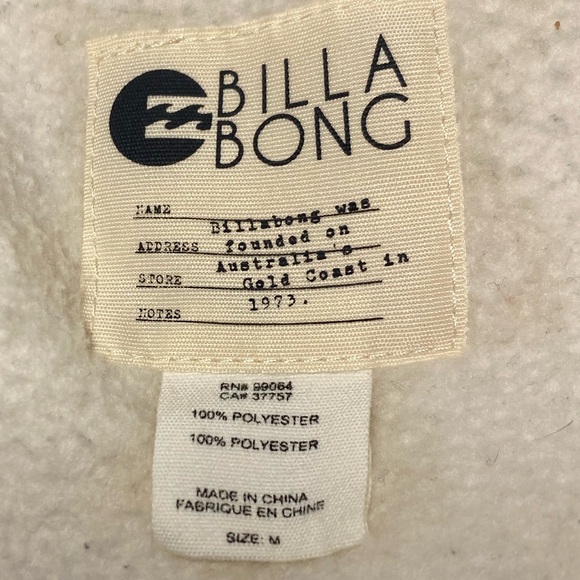 BILLA
BONG
NAME
Billabong was
ADDRESS founded on
Australia's
STORE Gold Coast in
NOTES 1973.
RN# 99064
CA# 37757
100% POLYESTER
100% POLYESTER
MADE IN CHINA
FABRIQUE EN CHINE
SIZE: M